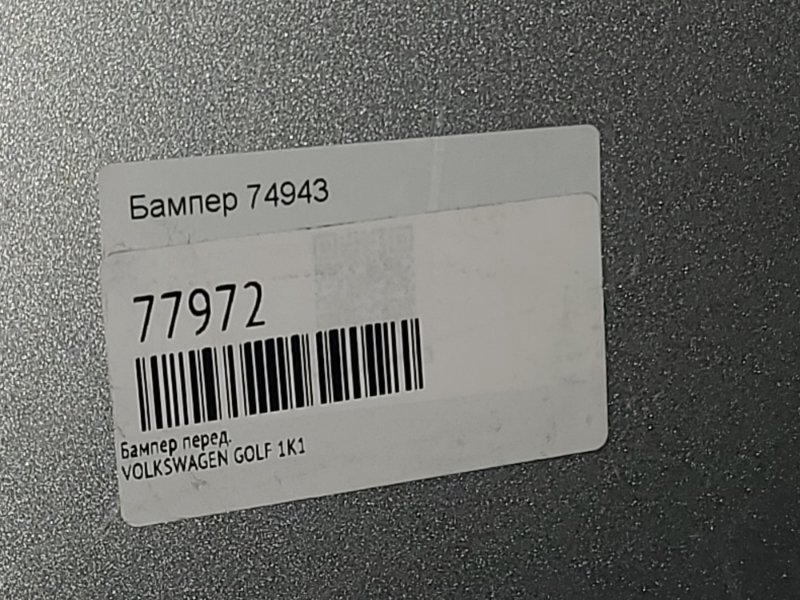 Бампер 74943
77972
Бампер перед.
VOLKSWAGEN GOLF 1K1